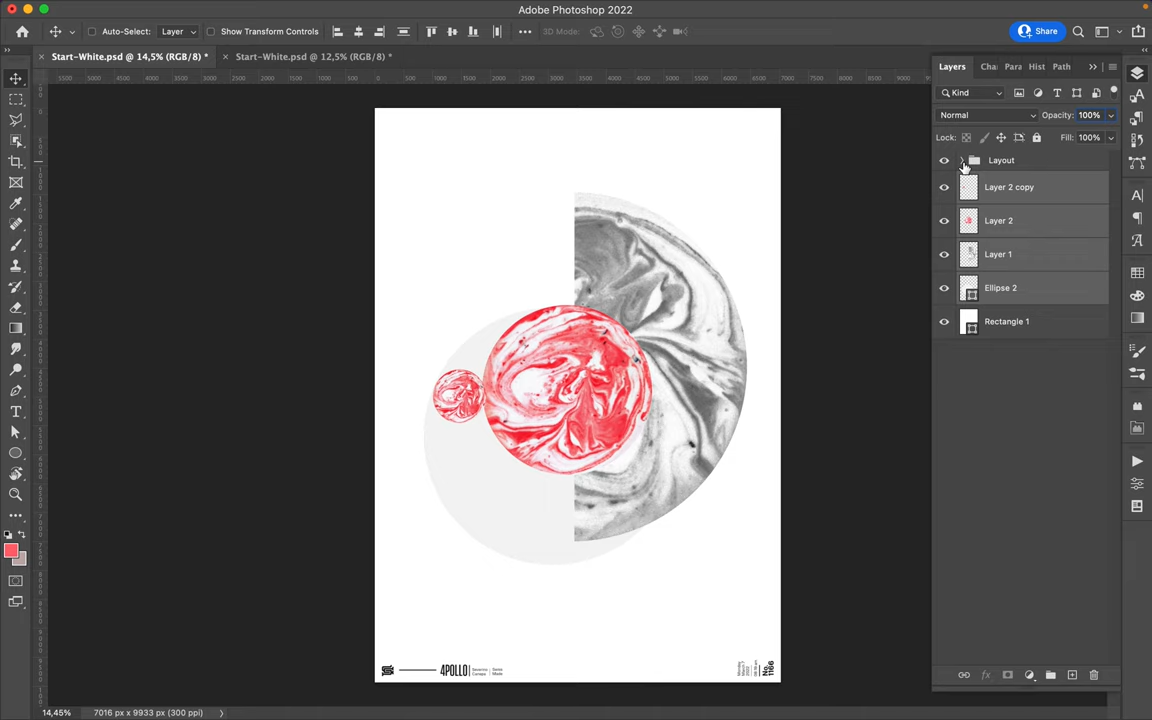 Adobe Photoshop 2022
Auto-Select: Layer Show Transform Controls 3D Mode: Share
Start-White.psd @ 14,5% (RGB/8) * Start-White.psd @ 12,5% (RGB/8) *
Layers Cha Para Hist Path
Kind
Normal Opacity: 100%
Lock: Fill: 100%
Layout
Layer 2 copy
Layer 2
Layer 1
Ellipse 2
Rectangle 1
4POLLO
No.
1166
14,45% 7016 px x 9933 px (300 ppi)